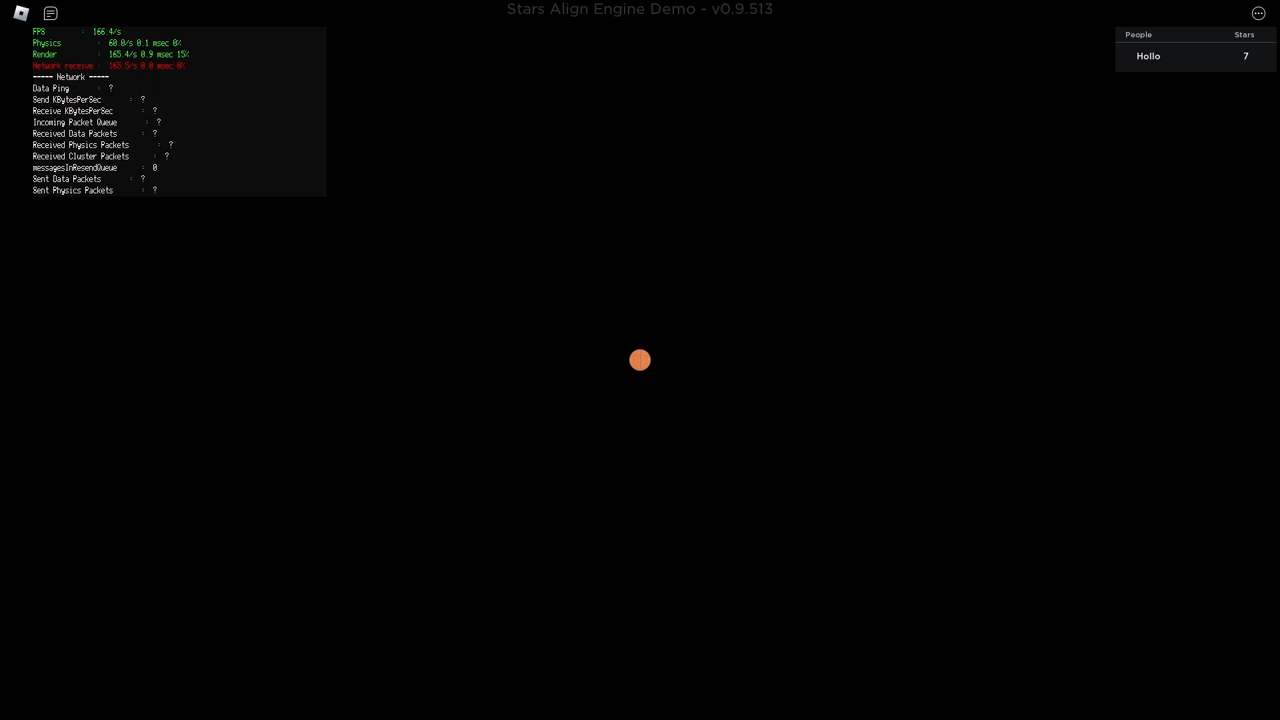 Stars Align Engine Demo - v0.9.513
FPS : 166.4/s
Physics : 60.0/s 0.1 msec 0%
Render : 165.4/s 0.9 msec 15%
Network receive : 165.5/s 0.0 msec 0%
----- Network -----
Data Ping : ?
Send KBytesPerSec : ?
Receive KBytesPerSec : ?
Incoming Packet Queue : ?
Received Data Packets : ?
Received Physics Packets : ?
Received Cluster Packets : ?
messagesInResendQueue : 0
Sent Data Packets : ?
Sent Physics Packets : ?
People Stars
Hollo 7